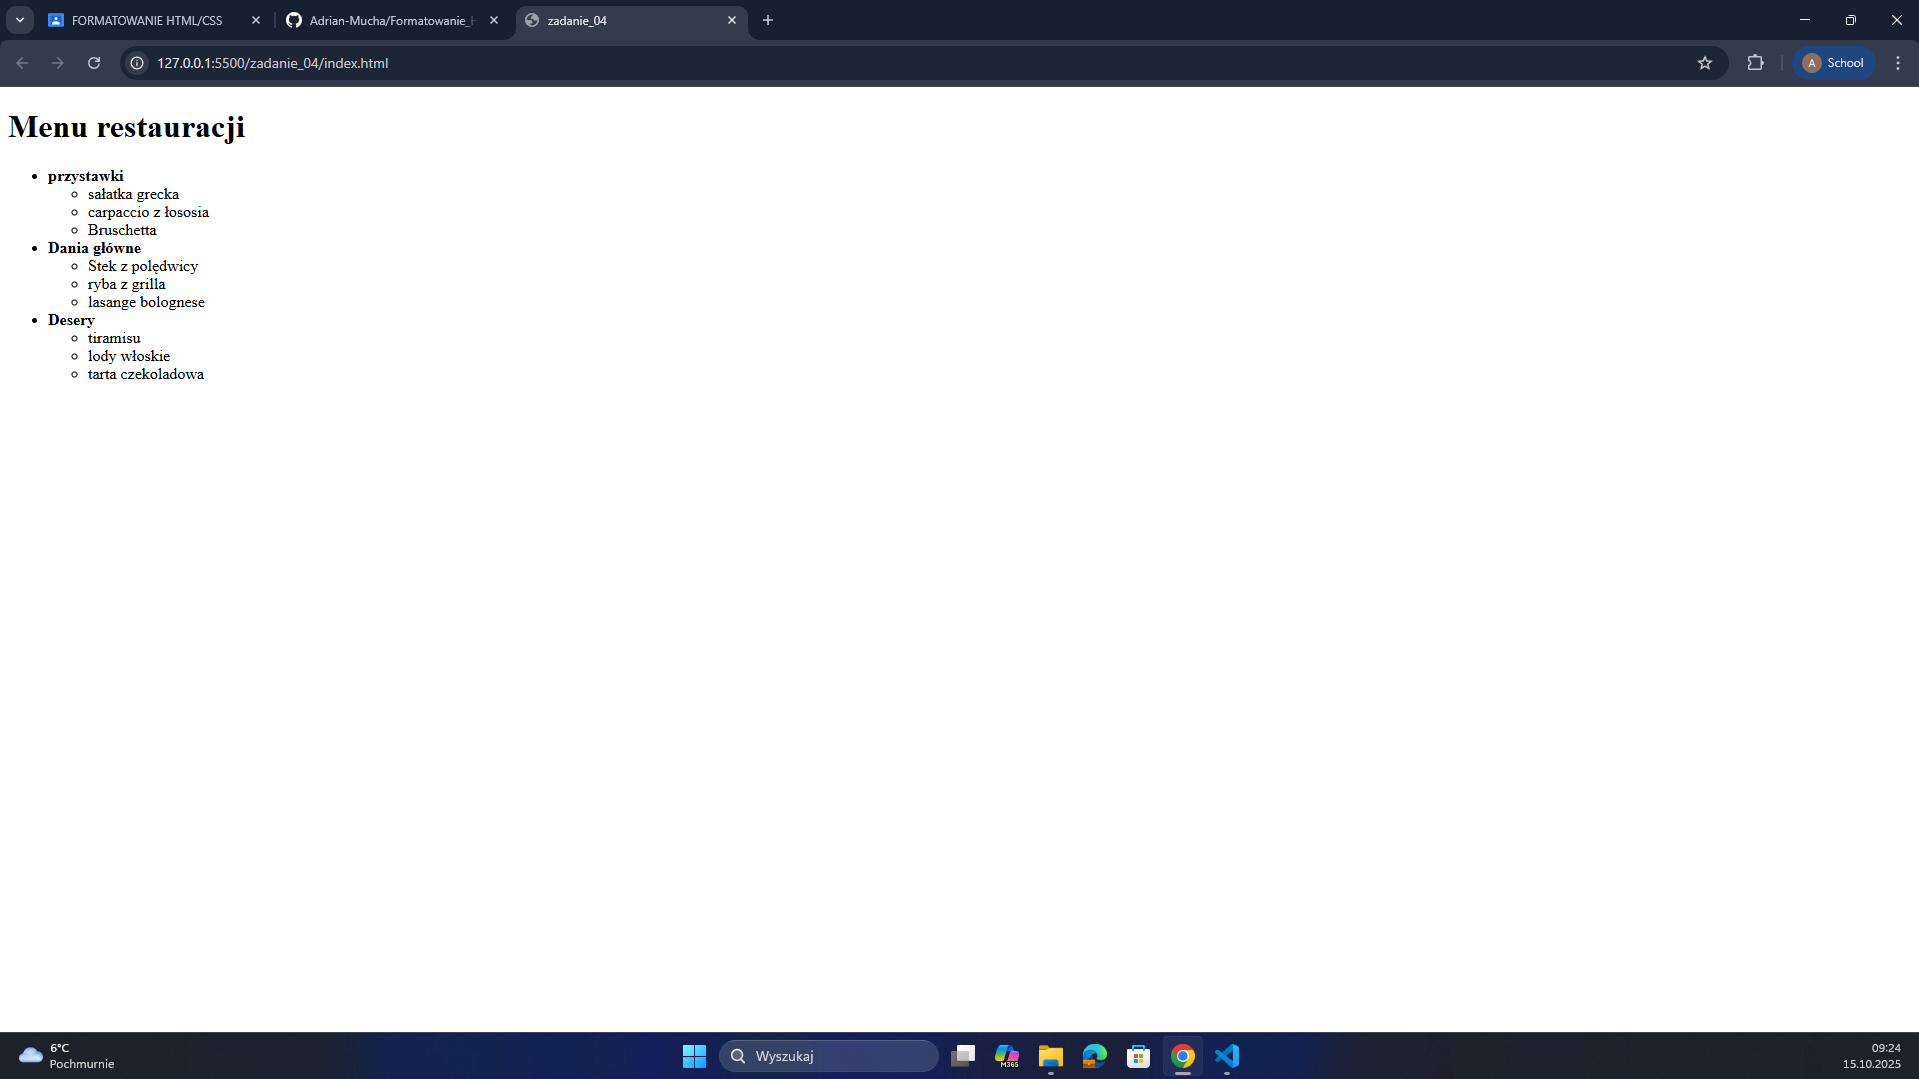 FORMATOWANIE HTML/CSS
Adrian-Mucha/Formatowanie_H
zadanie_04
127.0.0.1:5500/zadanie_04/index.html
A School
Menu restauracji
przystawki
sałatka grecka
carpaccio z łososia
Bruschetta
Dania główne
Stek z polędwicy
ryba z grilla
lasange bolognese
Desery
tiramisu
lody włoskie
tarta czekoladowa
6°C
Pochmurnie
Wyszukaj
M365
09:24
15.10.2025